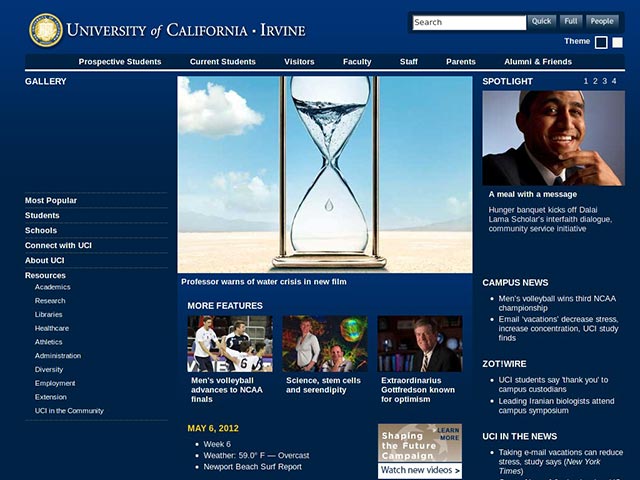 UNIVERSITY of CALIFORNIA • IRVINE
Search
Quick
Full
People
Theme
Prospective Students
Current Students
Visitors
Faculty
Staff
Parents
Alumni & Friends
GALLERY
Most Popular
Students
Schools
Connect with UCI
About UCI
Resources
Academics
Research
Libraries
Healthcare
Athletics
Administration
Diversity
Employment
Extension
UCI in the Community
Professor warns of water crisis in new film
MORE FEATURES
Men's volleyball
advances to NCAA
finals
Science, stem cells
and serendipity
Extraordinarius
Gottfredson known
for optimism
MAY 6, 2012
Week 6
Weather: 59.0° F — Overcast
Newport Beach Surf Report
LEARN
MORE
Shaping
the Future
Campaign
Watch new videos >
SPOTLIGHT
1 2 3 4
A meal with a message
Hunger banquet kicks off Dalai
Lama Scholar's interfaith dialogue,
community service initiative
CAMPUS NEWS
Men's volleyball wins third NCAA
championship
Email 'vacations' decrease stress,
increase concentration, UCI study
finds
ZOT!WIRE
UCI students say 'thank you' to
campus custodians
Leading Iranian biologists attend
campus symposium
UCI IN THE NEWS
Taking e-mail vacations can reduce
stress, study says (New York
Times)